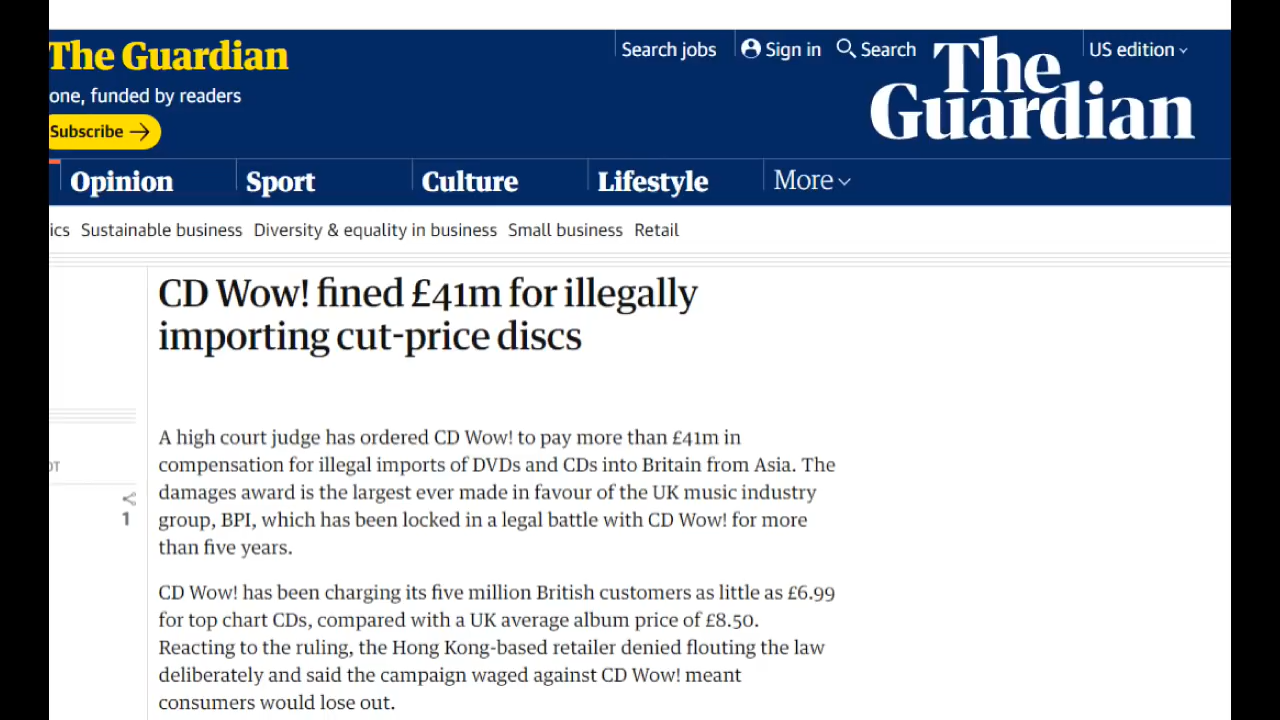 The Guardian
one, funded by readers
Subscribe →
Search jobs
Sign in
Search
US edition
The
Guardian
Opinion
Sport
Culture
Lifestyle
More
ics Sustainable business Diversity & equality in business Small business Retail
CD Wow! fined £41m for illegally
importing cut-price discs
A high court judge has ordered CD Wow! to pay more than £41m in
compensation for illegal imports of DVDs and CDs into Britain from Asia. The
damages award is the largest ever made in favour of the UK music industry
group, BPI, which has been locked in a legal battle with CD Wow! for more
than five years.
1
CD Wow! has been charging its five million British customers as little as £6.99
for top chart CDs, compared with a UK average album price of £8.50.
Reacting to the ruling, the Hong Kong-based retailer denied flouting the law
deliberately and said the campaign waged against CD Wow! meant
consumers would lose out.